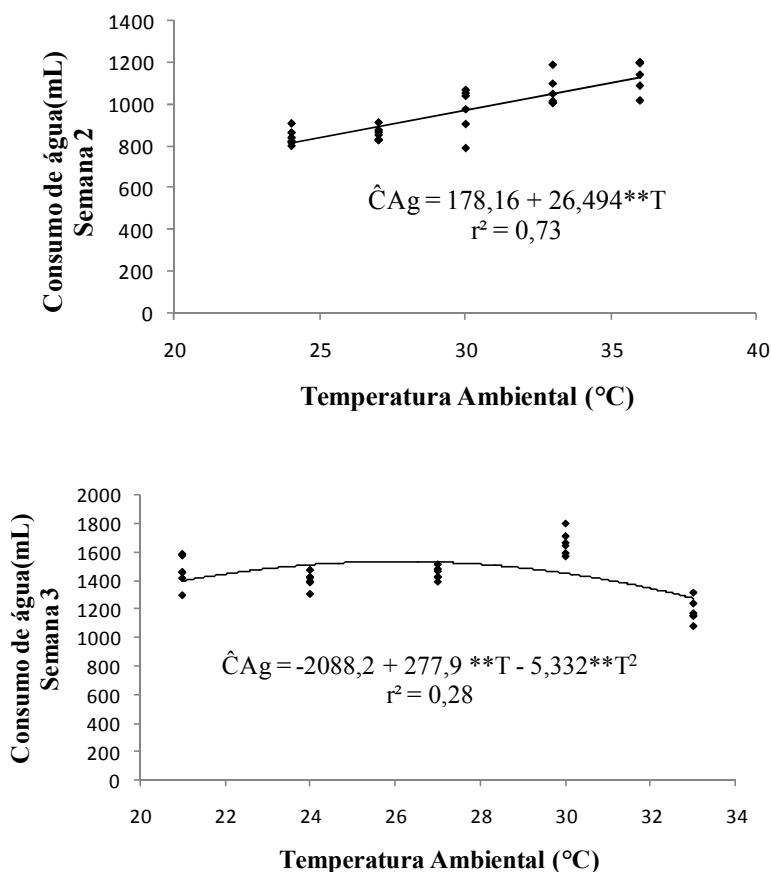 Consumo de água(mL)
Semana 2
1400
1200
1000
800
600
400
200
0
ĈAg = 178,16 + 26,494**T
r² = 0,73
20 25 30 35 40
Temperatura Ambiental (°C)
Consumo de água(mL)
Semana 3
2000
1800
1600
1400
1200
1000
800
600
400
200
0
ĈAg = -2088,2 + 277,9 **T - 5,332**T²
r² = 0,28
20 22 24 26 28 30 32 34
Temperatura Ambiental (°C)